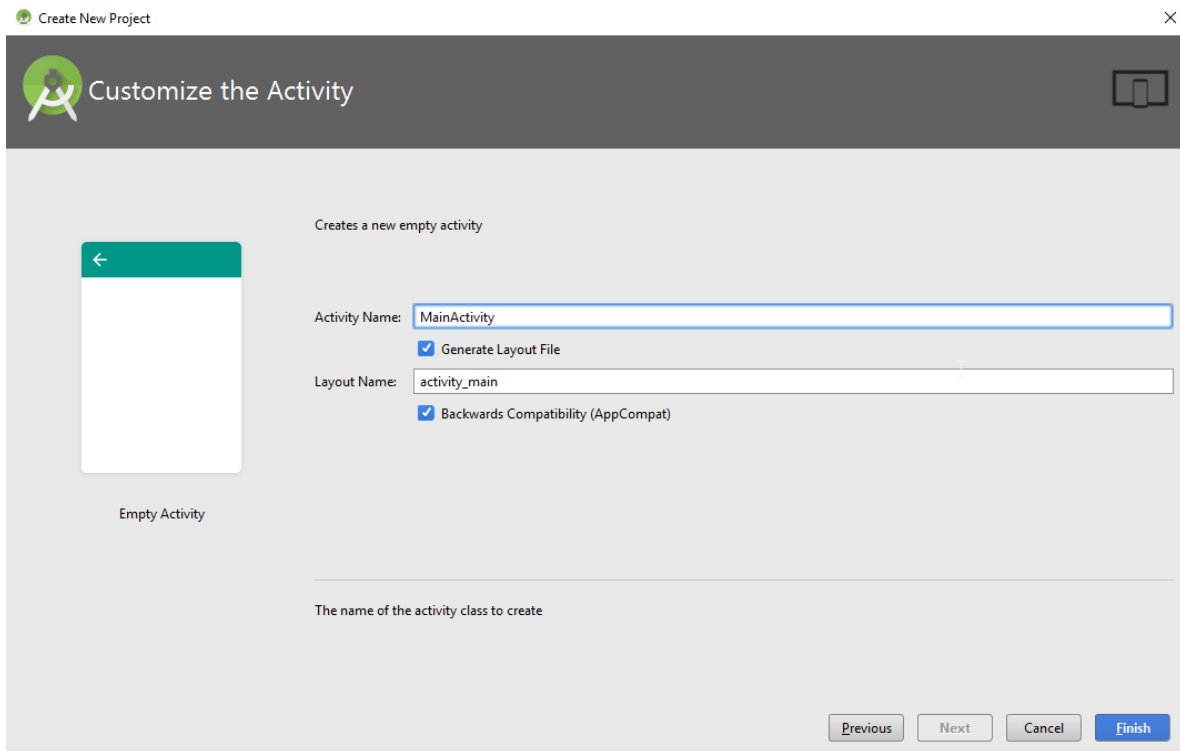 Create New Project
Customize the Activity
Creates a new empty activity
Activity Name: MainActivity
Generate Layout File
Layout Name: activity_main
Backwards Compatibility (AppCompat)
Empty Activity
The name of the activity class to create
Previous Next Cancel Finish